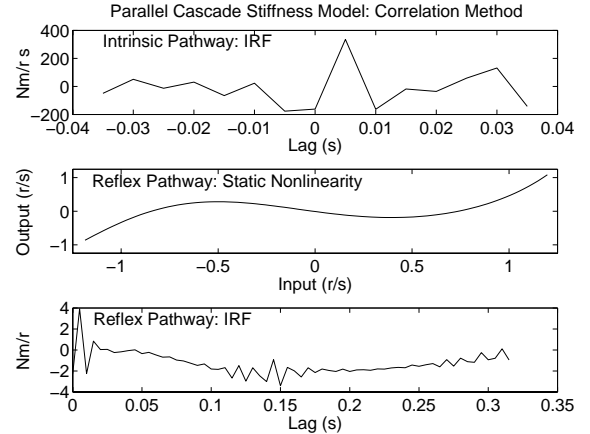 Parallel Cascade Stiffness Model: Correlation Method
Intrinsic Pathway: IRF
Nm/r s
400
200
0
−200
−0.04 −0.03 −0.02 −0.01 0 0.01 0.02 0.03 0.04
Lag (s)
Reflex Pathway: Static Nonlinearity
Output (r/s)
1
0
−1
−1 −0.5 0 0.5 1
Input (r/s)
Reflex Pathway: IRF
Nm/r
4
2
0
−2
−4
0 0.05 0.1 0.15 0.2 0.25 0.3 0.35
Lag (s)